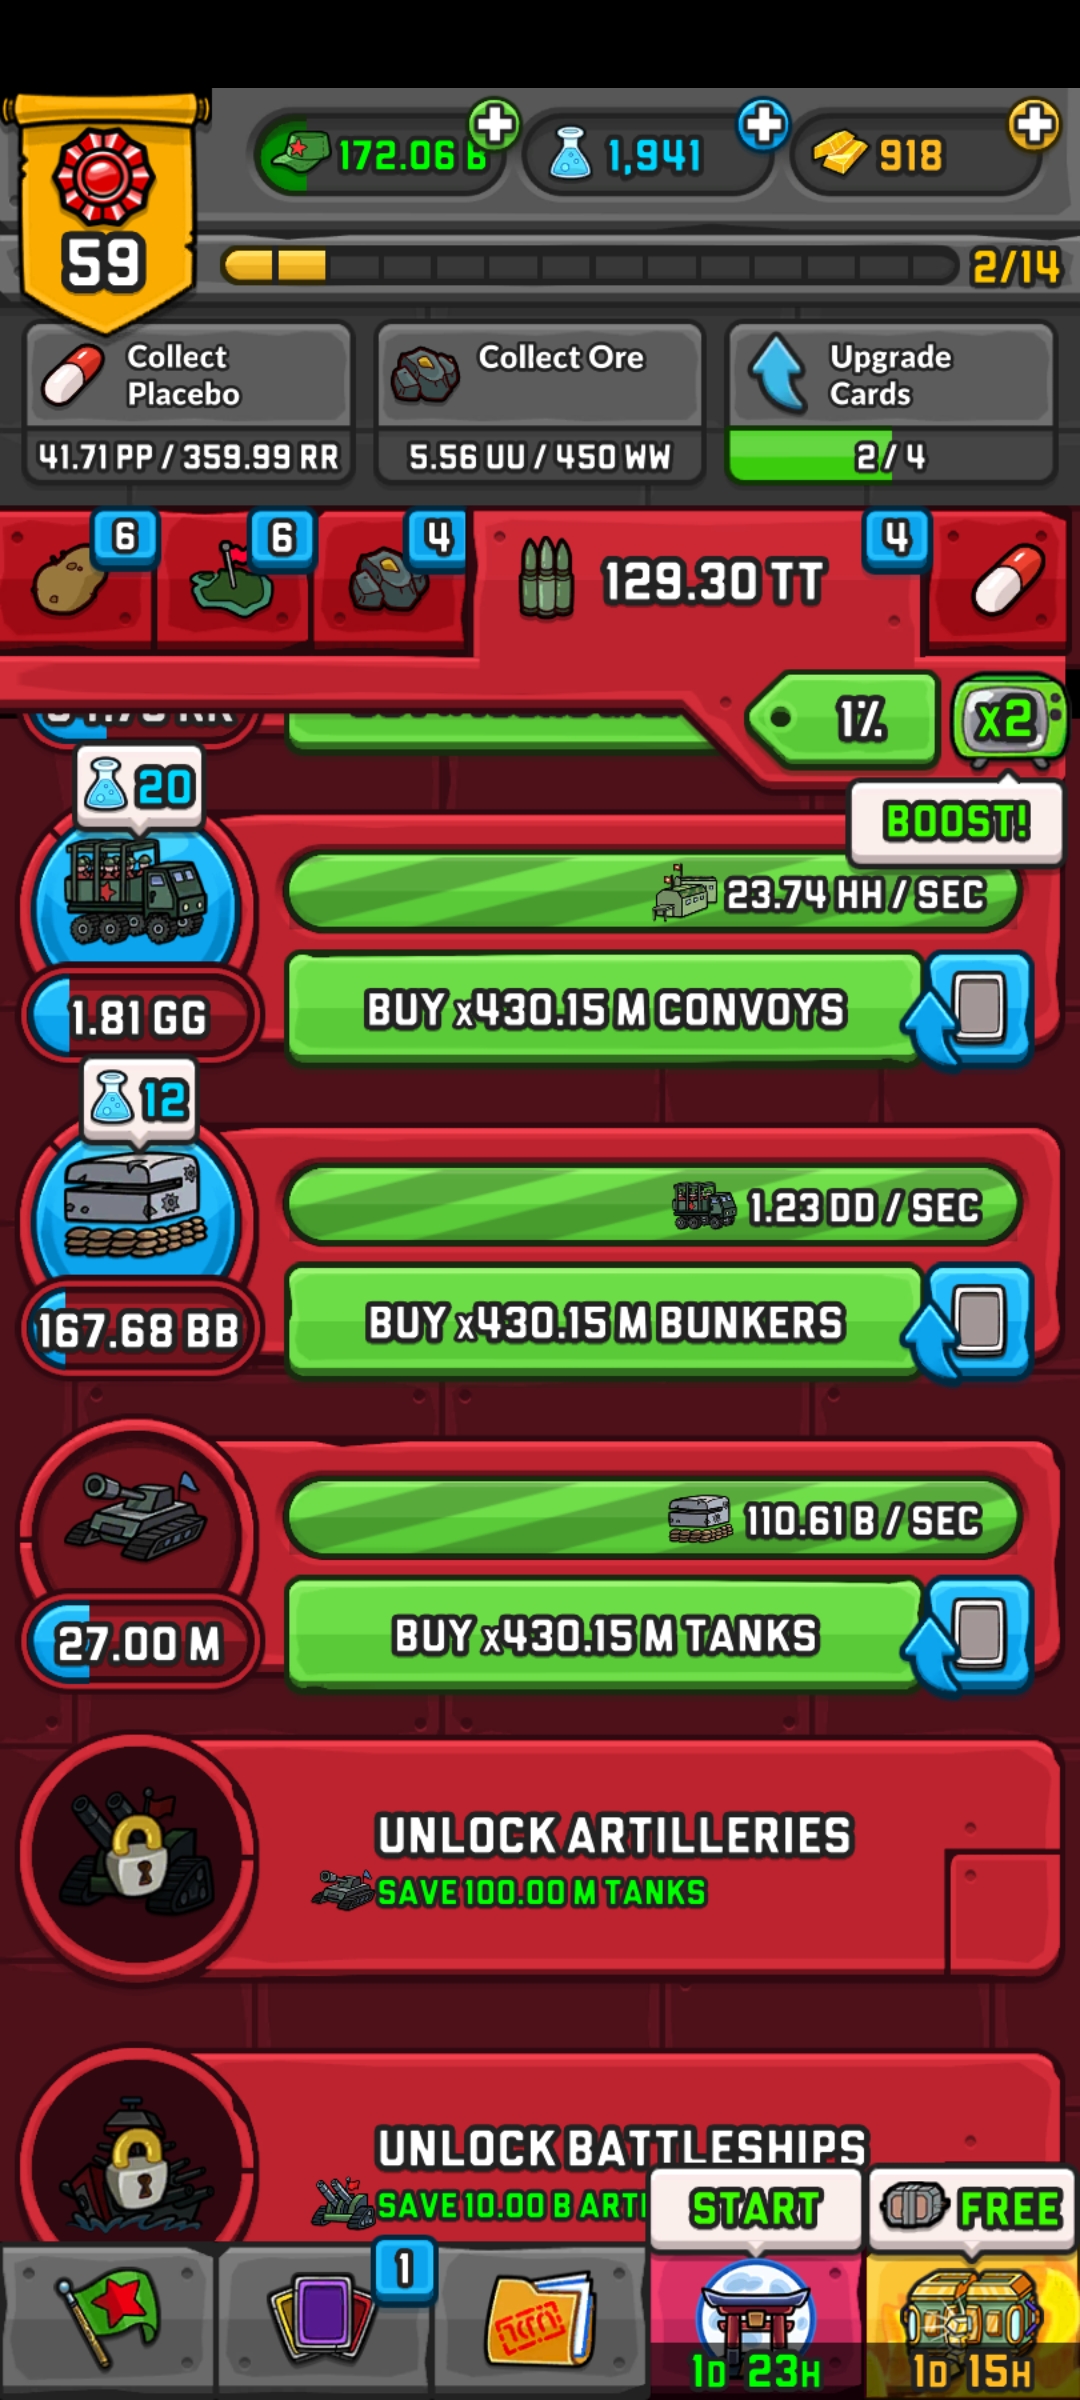 172.06 B
1,941
918
59
2/14
Collect Placebo
41.71 PP / 359.99 RR
Collect Ore
5.56 UU / 450 WW
Upgrade Cards
2 / 4
6
6
4
129.30 TT
4
1%
x2
BOOST!
20
23.74 HH / SEC
1.81 GG
BUY x430.15 M CONVOYS
12
1.23 DD / SEC
167.68 BB
BUY x430.15 M BUNKERS
110.61 B / SEC
27.00 M
BUY x430.15 M TANKS
UNLOCK ARTILLERIES
SAVE 100.00 M TANKS
UNLOCK BATTLESHIPS
SAVE 10.00 B ARTI
START
FREE
1
1D 23H
1D 15H